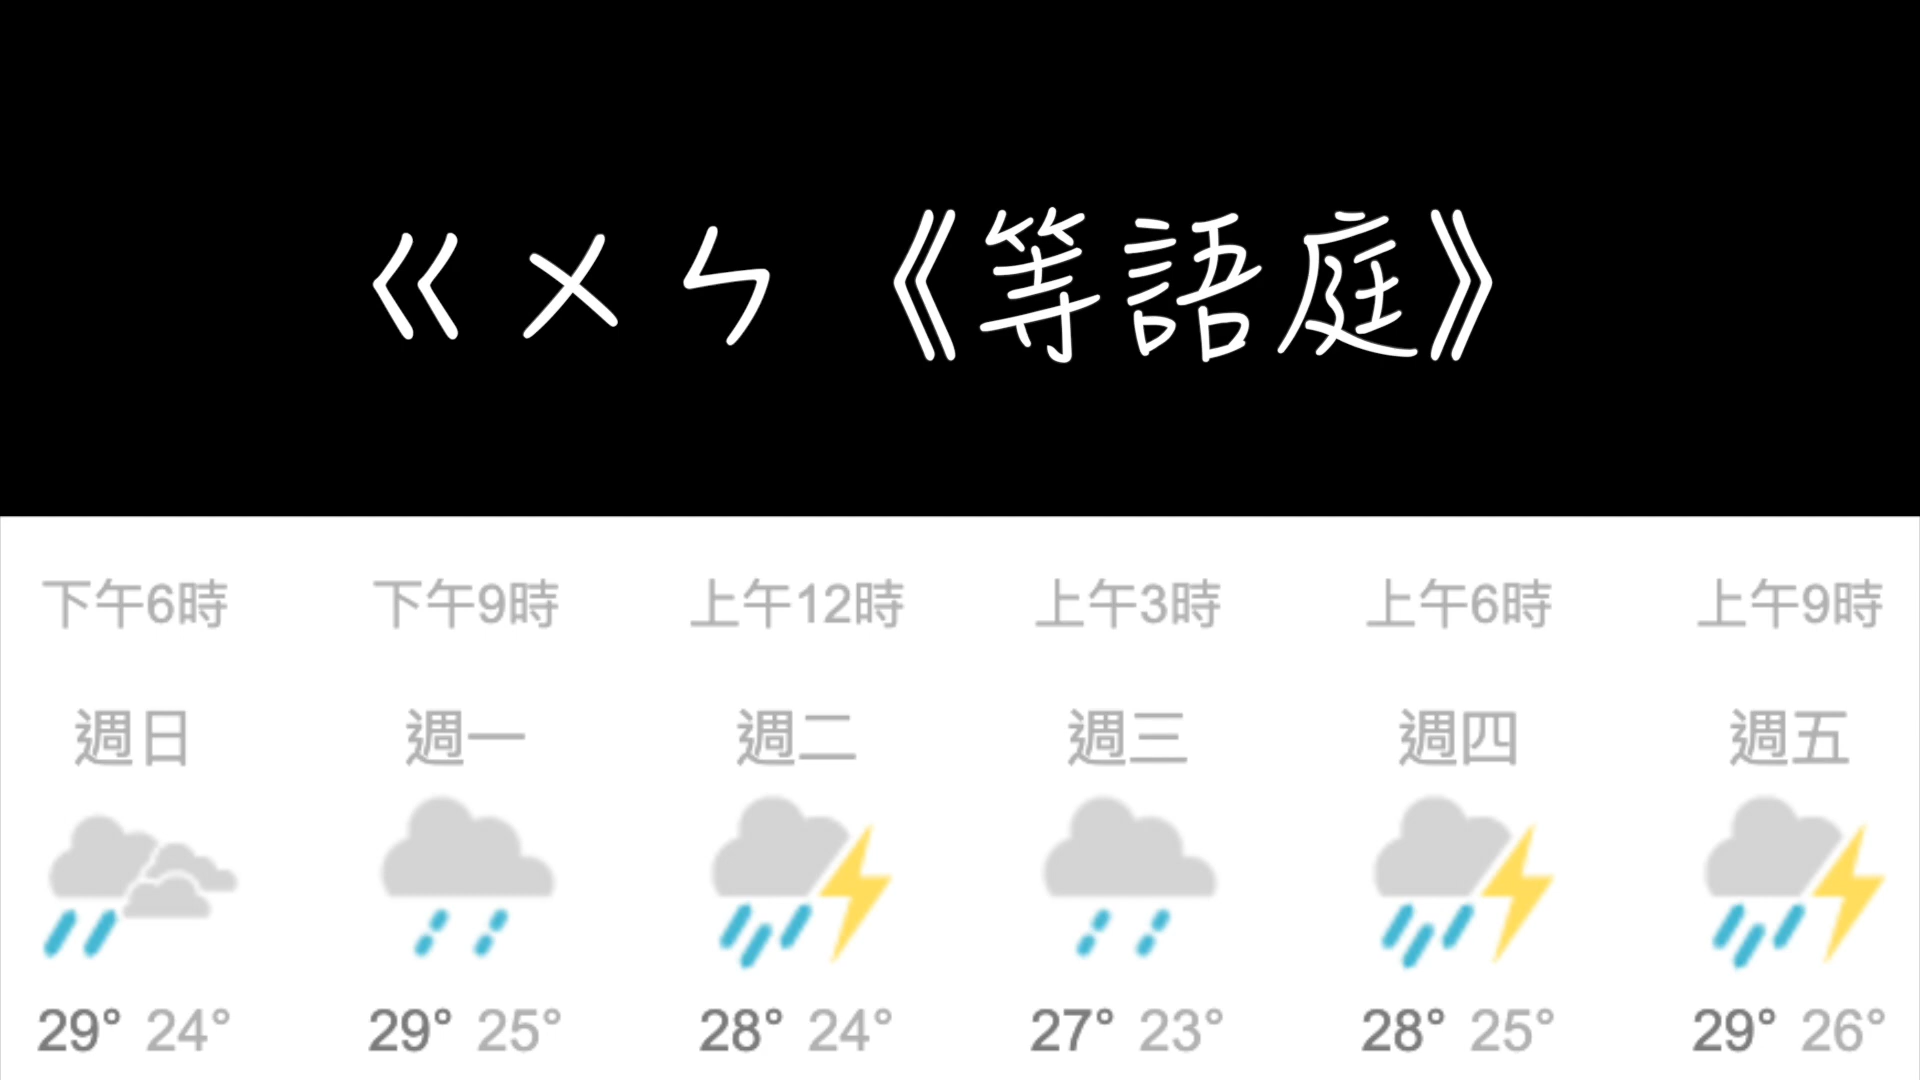 ㄍㄨㄣ《等語庭》
下午6時 下午9時 上午12時 上午3時 上午6時 上午9時
週日 週一 週二 週三 週四 週五
29° 24° 29° 25° 28° 24° 27° 23° 28° 25° 29° 26°